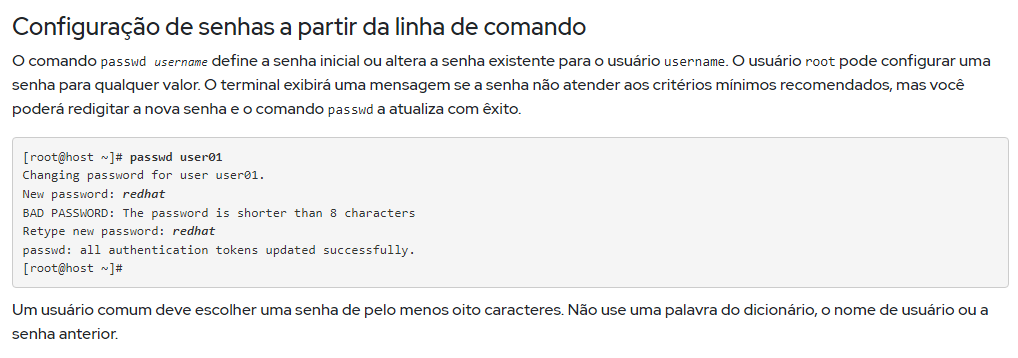 Configuração de senhas a partir da linha de comando
O comando passwd username define a senha inicial ou altera a senha existente para o usuário username. O usuário root pode configurar uma
senha para qualquer valor. O terminal exibirá uma mensagem se a senha não atender aos critérios mínimos recomendados, mas você
poderá redigitar a nova senha e o comando passwd a atualiza com êxito.
[root@host ~]# passwd user01
Changing password for user user01.
New password: redhat
BAD PASSWORD: The password is shorter than 8 characters
Retype new password: redhat
passwd: all authentication tokens updated successfully.
[root@host ~]#
Um usuário comum deve escolher uma senha de pelo menos oito caracteres. Não use uma palavra do dicionário, o nome de usuário ou a
senha anterior.